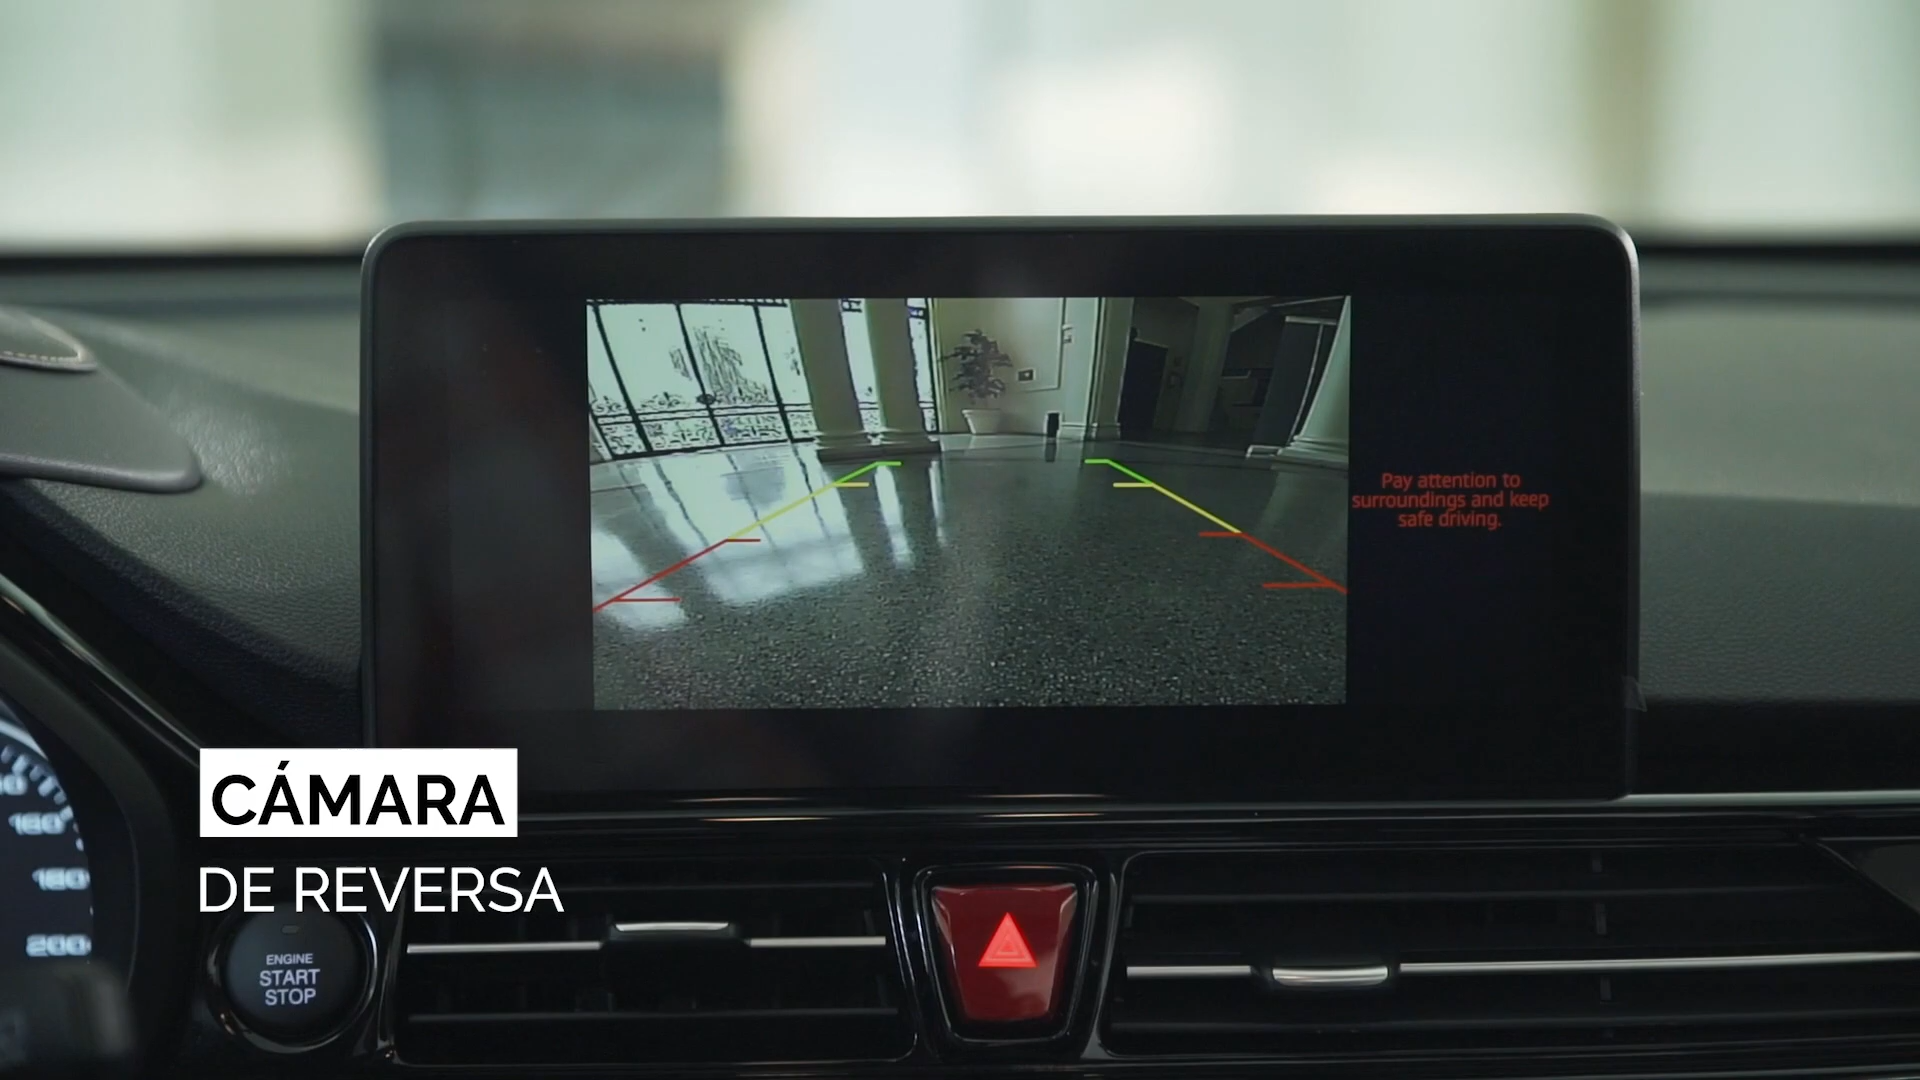 Pay attention to
surroundings and keep
safe driving.
CÁMARA
DE REVERSA
160
180
200
ENGINE
START
STOP